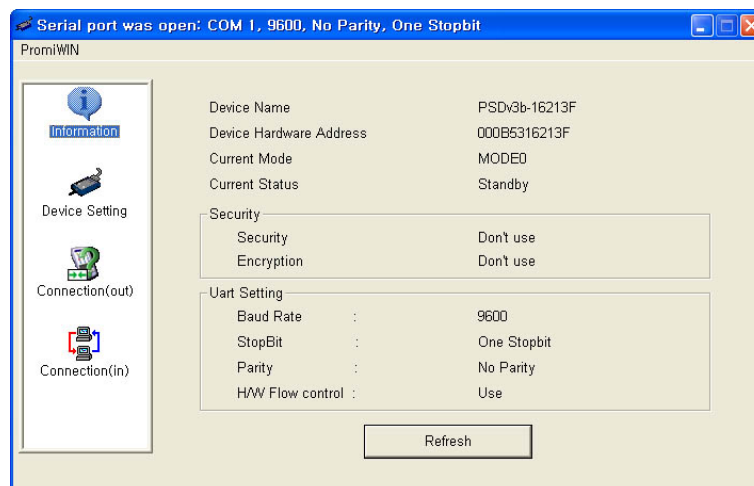 Serial port was open: COM 1, 9600, No Parity, One Stopbit
PromiWIN
Information
Device Setting
Connection(out)
Connection(in)
Device Name PSDv3b-16213F
Device Hardware Address 000B5316213F
Current Mode MODE0
Current Status Standby
Security
Security Don't use
Encryption Don't use
Uart Setting
Baud Rate : 9600
StopBit : One Stopbit
Parity : No Parity
H/W Flow control : Use
Refresh